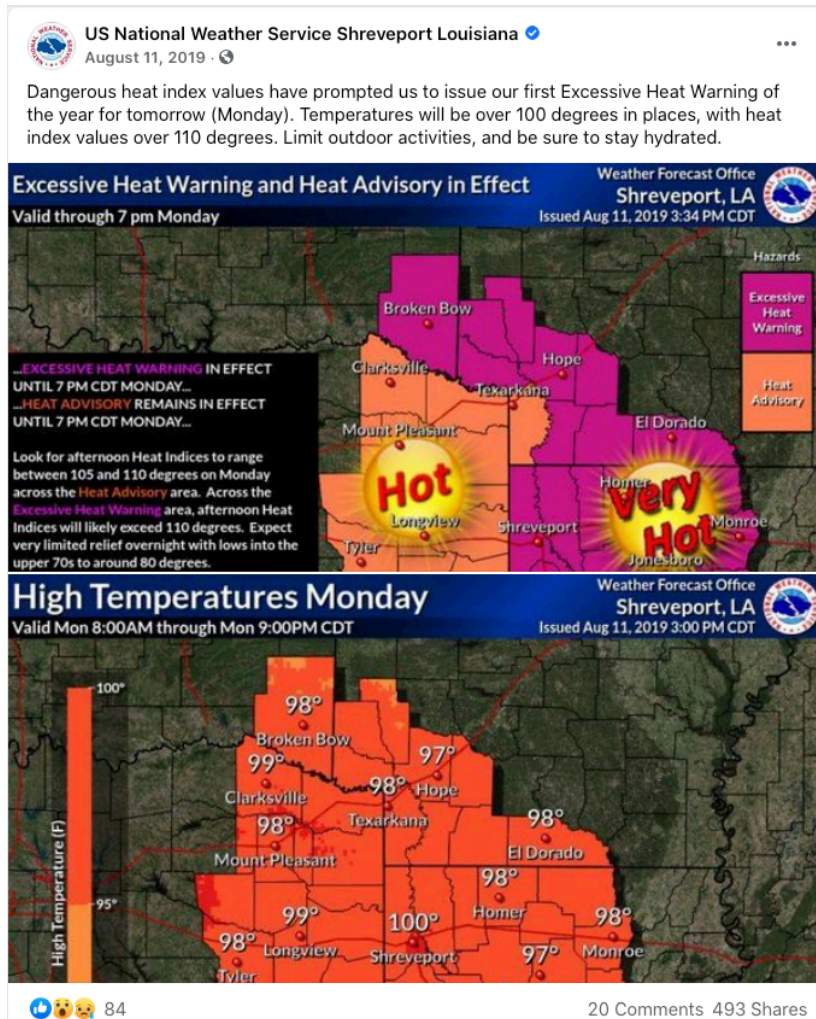 US National Weather Service Shreveport Louisiana
August 11, 2019 ·
Dangerous heat index values have prompted us to issue our first Excessive Heat Warning of
the year for tomorrow (Monday). Temperatures will be over 100 degrees in places, with heat
index values over 110 degrees. Limit outdoor activities, and be sure to stay hydrated.
Excessive Heat Warning and Heat Advisory in Effect
Valid through 7 pm Monday
Weather Forecast Office
Shreveport, LA
Issued Aug 11, 2019 3:34 PM CDT
Hazards
Excessive
Heat
Warning
Heat
Advisory
Broken Bow
Hope
Clarksville
Texarkana
El Dorado
Mount Pleasant
Homer
Hot
Very
Hot
Longview
Shreveport
Monroe
Tyler
Jonesboro
...EXCESSIVE HEAT WARNING IN EFFECT
UNTIL 7 PM CDT MONDAY...
...HEAT ADVISORY REMAINS IN EFFECT
UNTIL 7 PM CDT MONDAY...
Look for afternoon Heat Indices to range
between 105 and 110 degrees on Monday
across the Heat Advisory area. Across the
Excessive Heat Warning area, afternoon Heat
Indices will likely exceed 110 degrees. Expect
very limited relief overnight with lows into the
upper 70s to around 80 degrees.
High Temperatures Monday
Valid Mon 8:00AM through Mon 9:00PM CDT
Weather Forecast Office
Shreveport, LA
Issued Aug 11, 2019 3:00 PM CDT
100°
95°
High Temperature (F)
98°
Broken Bow
97°
Hope
99°
Clarksville
98°
Texarkana
98°
Mount Pleasant
98°
El Dorado
98°
Homer
99°
Longview
100°
Shreveport
98°
Monroe
98°
Tyler
97°
84
20 Comments 493 Shares